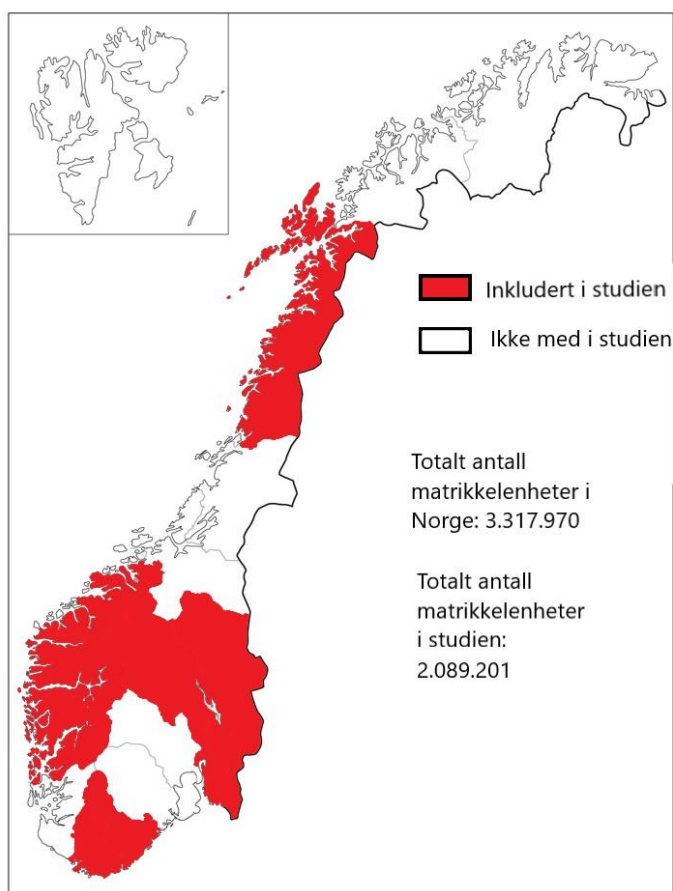 Inkludert i studien
Ikke med i studien
Totalt antall
matrikkelenheter i
Norge: 3.317.970
Totalt antall
matrikkelenheter
i studien:
2.089.201